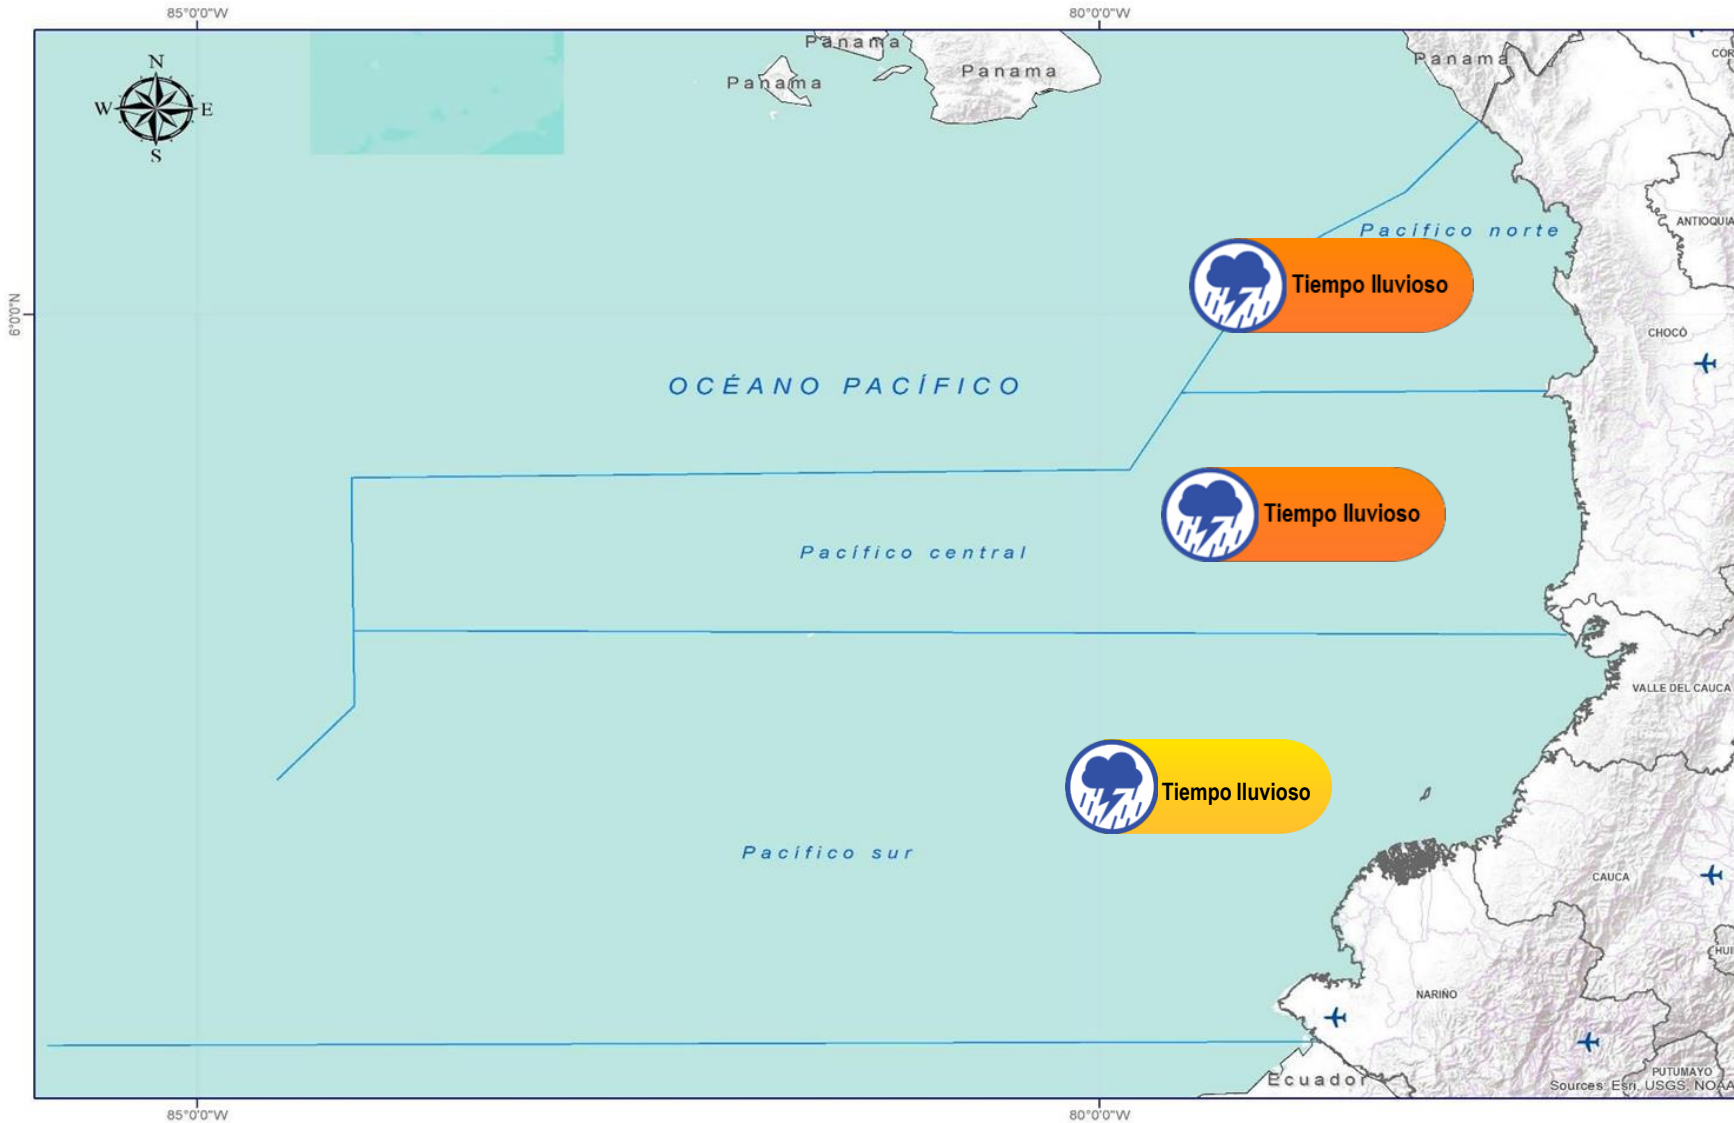 85°0'0"W
80°0'0"W
N
W
E
S
Panama
Panama
Panama
Panama
CÓR
ANTIOQUIA
Pacífico norte
Tiempo lluvioso
6°0'0"N
CHOCÓ
OCÉANO PACÍFICO
Tiempo lluvioso
Pacífico central
VALLE DEL CAUCA
Tiempo lluvioso
Pacífico sur
CAUCA
HUI
NARIÑO
PUTUMAYO
Ecuador
Sources: Esri, USGS, NOAA
85°0'0"W
80°0'0"W